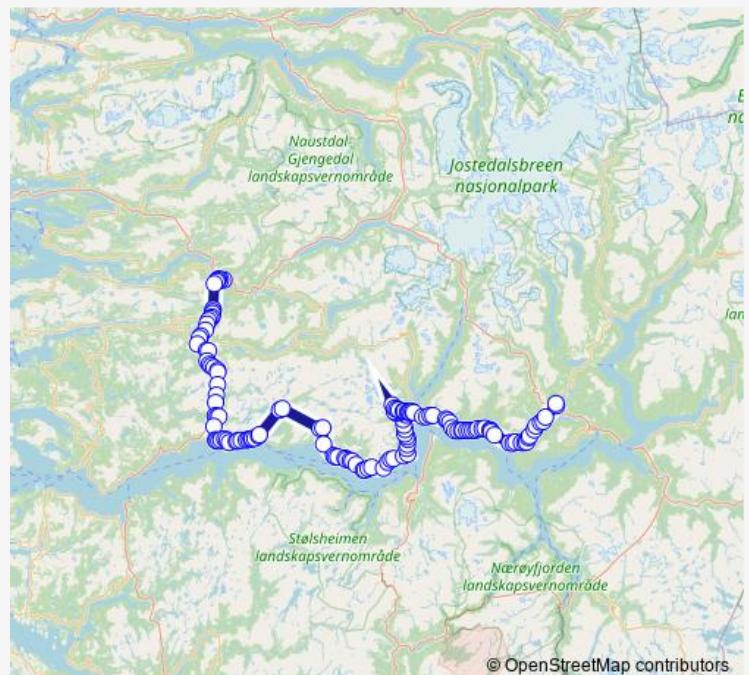 Naustdal-
Gjengedal
landskapsvernområde
Jostedalsbreen
nasjonalpark
Stølsheimen
landskapsvernområde
Nærøyfjorden
landskapsvernområde
© OpenStreetMap contributors